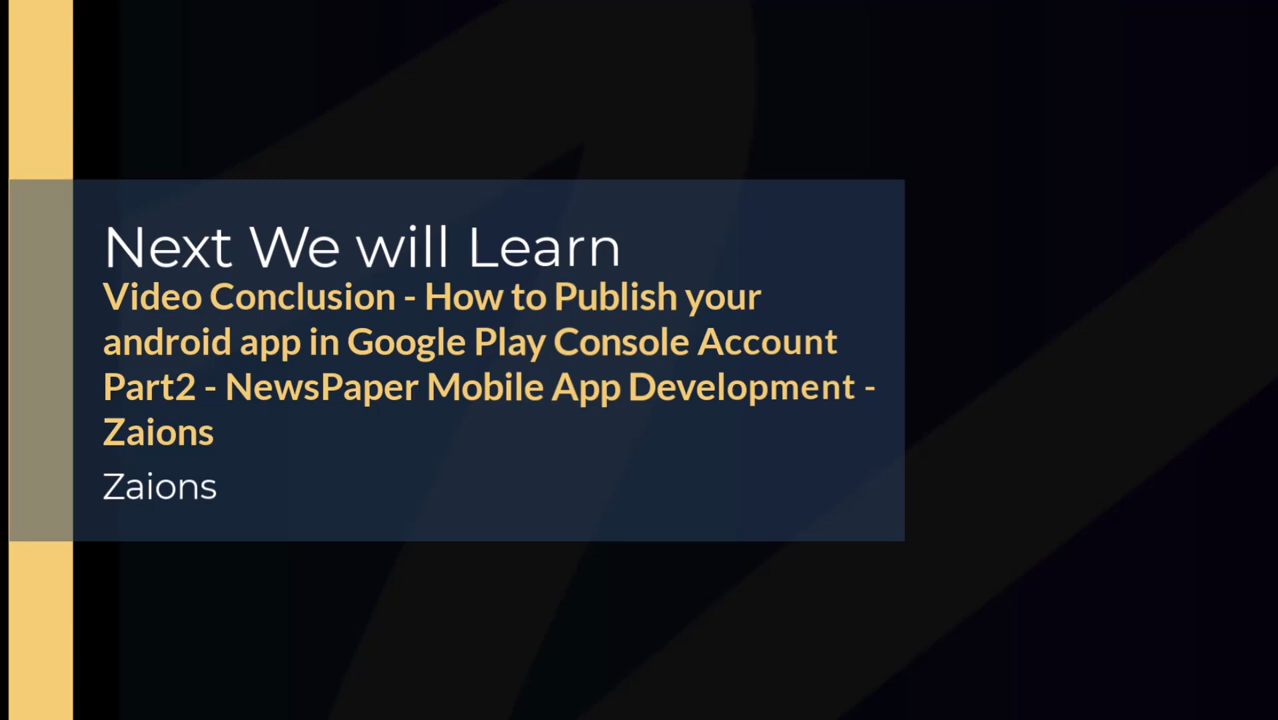 Next We will Learn
Video Conclusion - How to Publish your
android app in Google Play Console Account
Part2 - NewsPaper Mobile App Development -
Zaions
Zaions